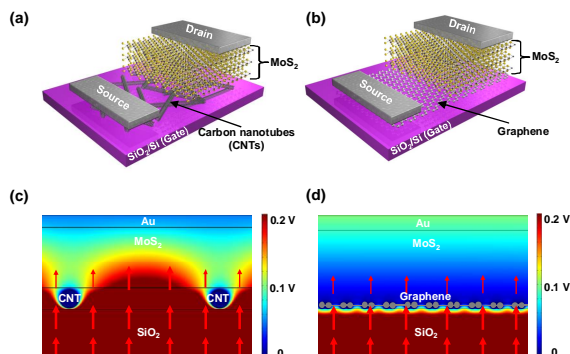 (a)
Drain
MoS₂
Source
Carbon nanotubes
(CNTs)
SiO₂/Si (Gate)
(b)
Drain
MoS₂
Source
Graphene
SiO₂/Si (Gate)
(c)
Au
MoS₂
CNT
CNT
SiO₂
0.2 V
0.1 V
0
(d)
Au
MoS₂
Graphene
SiO₂
0.2 V
0.1 V
0